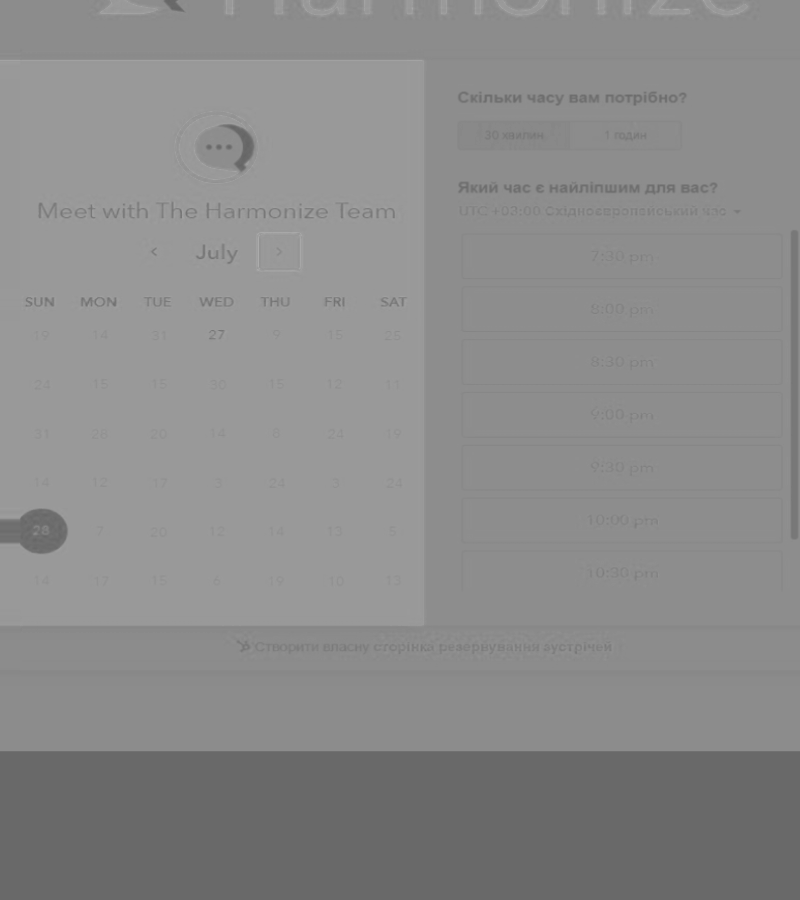 Harmonize
Meet with The Harmonize Team
July
SUN MON TUE WED THU FRI SAT
19 14 31 27 9 15 25
24 15 15 30 15 12 11
31 26 20 14 8 24 19
14 12 17 3 24 3 24
28 7 20 12 14 13 5
14 17 15 6 19 10 13
Скільки часу вам потрібно?
30 хвилин 1 годин
Який час є найліпшим для вас?
UTC +03:00 Східноєвропейський час
7:30 pm
8:00 pm
8:30 pm
9:00 pm
9:30 pm
10:00 pm
10:30 pm
Створити власну сторінка резервування зустрічей